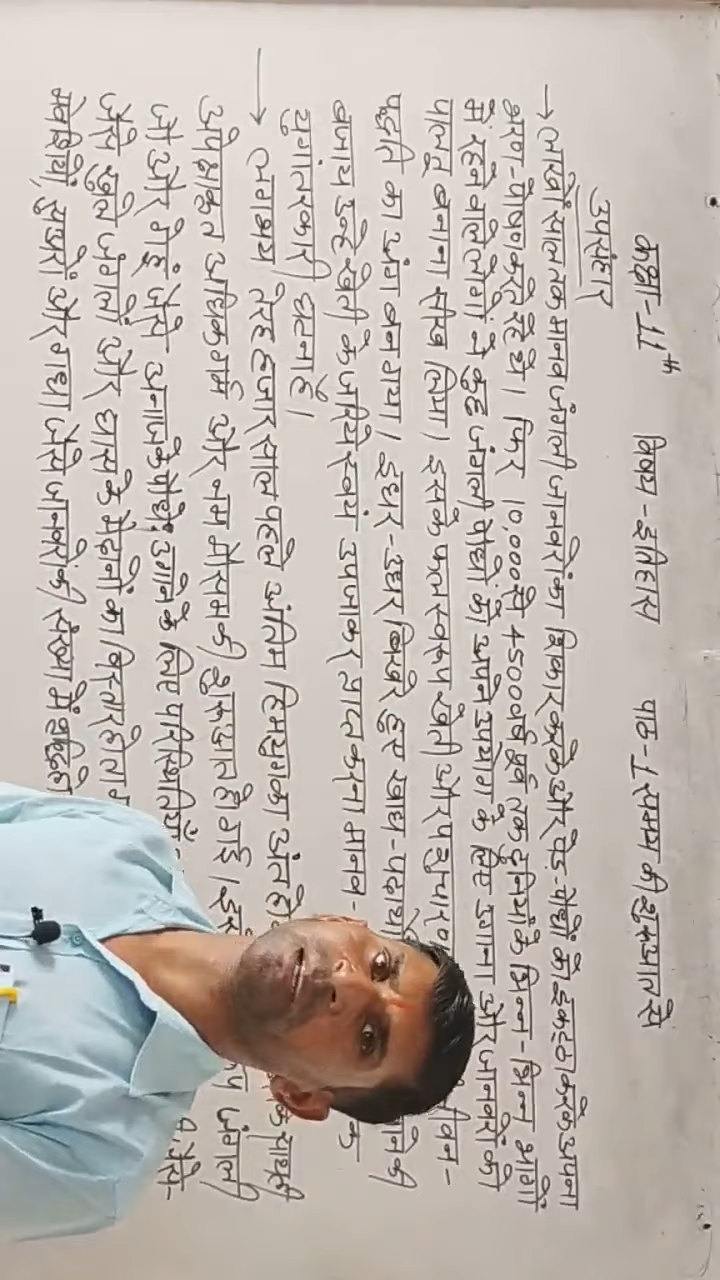 कक्षा-11th विषय-इतिहास पाठ-1 समय की शुरूआत से
उपसंहार
→ लाखों साल तक मानव जंगली जानवरों का शिकार करके और पेड़-पौधों को इकट्ठा करके अपना
भरण-पोषण करते रहे थे। फिर 10,000 से 4500 वर्ष पूर्व तक दुनियाँ के भिन्न-भिन्न भागों
में रहने वाले लोगों ने कुछ जंगली पौधों को अपने उपयोग के लिए उगाना और जानवरों को
पालतू बनाना सीख लिया। इसके फलस्वरूप खेती और पशुचारण जीवन-
पद्धति का अंग बन गया। इधर-उधर बिखरे हुए खाद्य-पदार्थों की
बजाय उन्हे खेती के जरिये स्वयं उपजाकर प्राप्त करना मानव- क
युगांतरकारी घटना है।
→ लगभग तेरह हजार साल पहले अंतिम हिमयुग का अंत हो के साथ ही
अपेक्षाकृत अधिक गर्म और नम मौसम की शुरूआत हो गई। जंगली
जौ और गेहूं जैसे अनाज के पौधे उगाने के लिए परिस्थितियाँ जैसे-
जैसे खुले जंगलों और घास के मैदानों का विस्तार होता
भेड़ बकरियों, सुअरों और गधा जैसे जानवरों की संख्या में वृद्धि हो